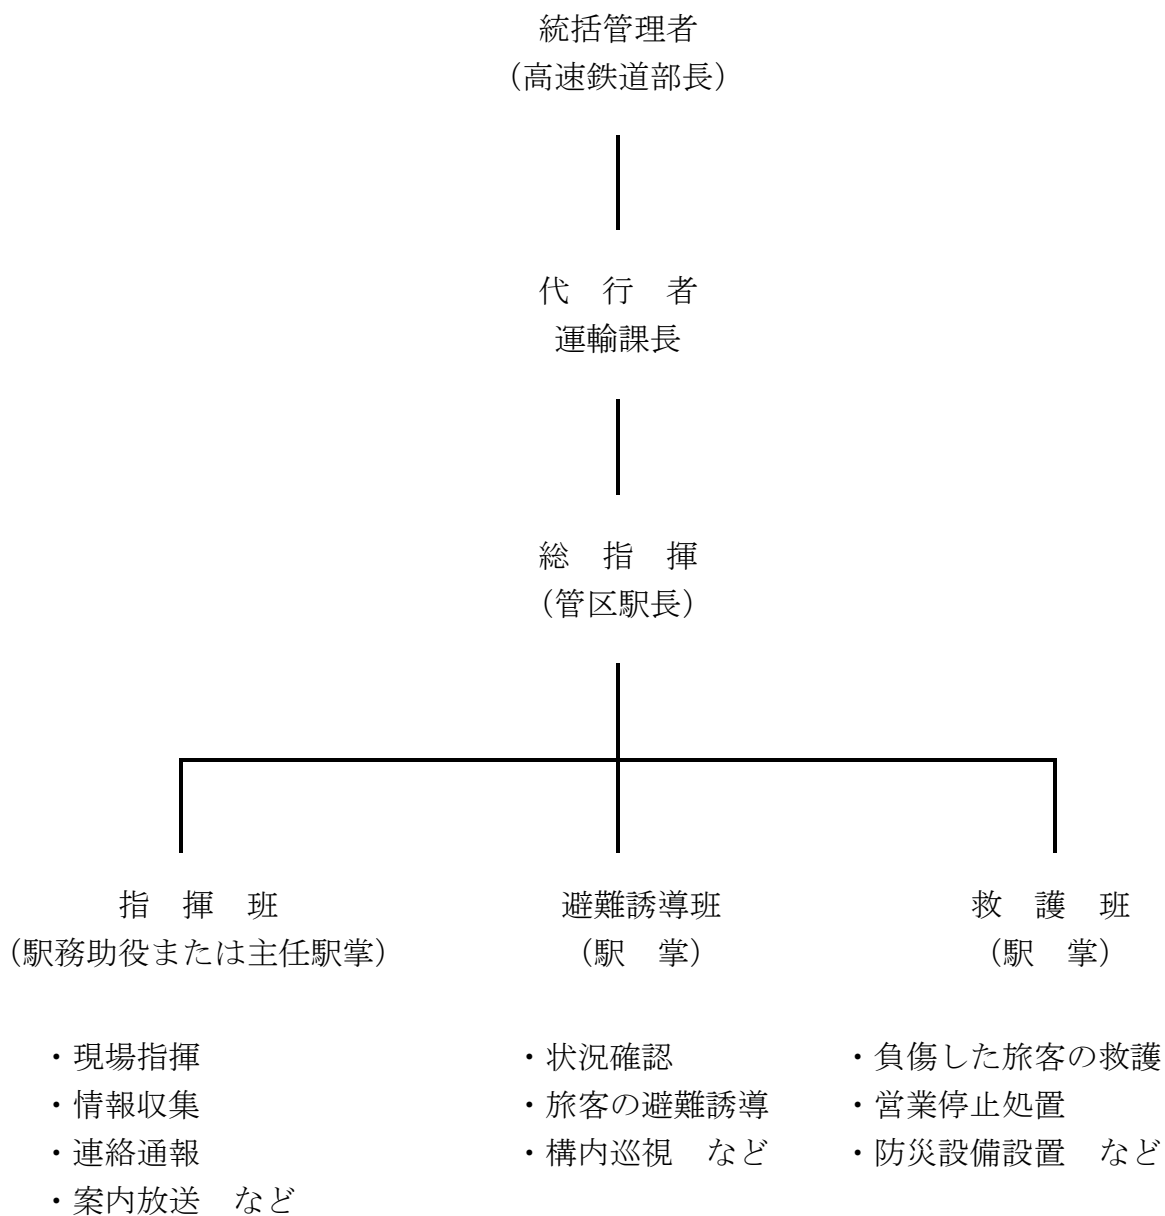 統括管理者
（高速鉄道部長）
代　行　者
運輸課長
総　指　揮
（管区駅長）
指　揮　班
（駅務助役または主任駅掌）
・現場指揮
・情報収集
・連絡通報
・案内放送　など
避難誘導班
（駅　掌）
・状況確認
・旅客の避難誘導
・構内巡視　など
救　護　班
（駅　掌）
・負傷した旅客の救護
・営業停止処置
・防災設備設置　など